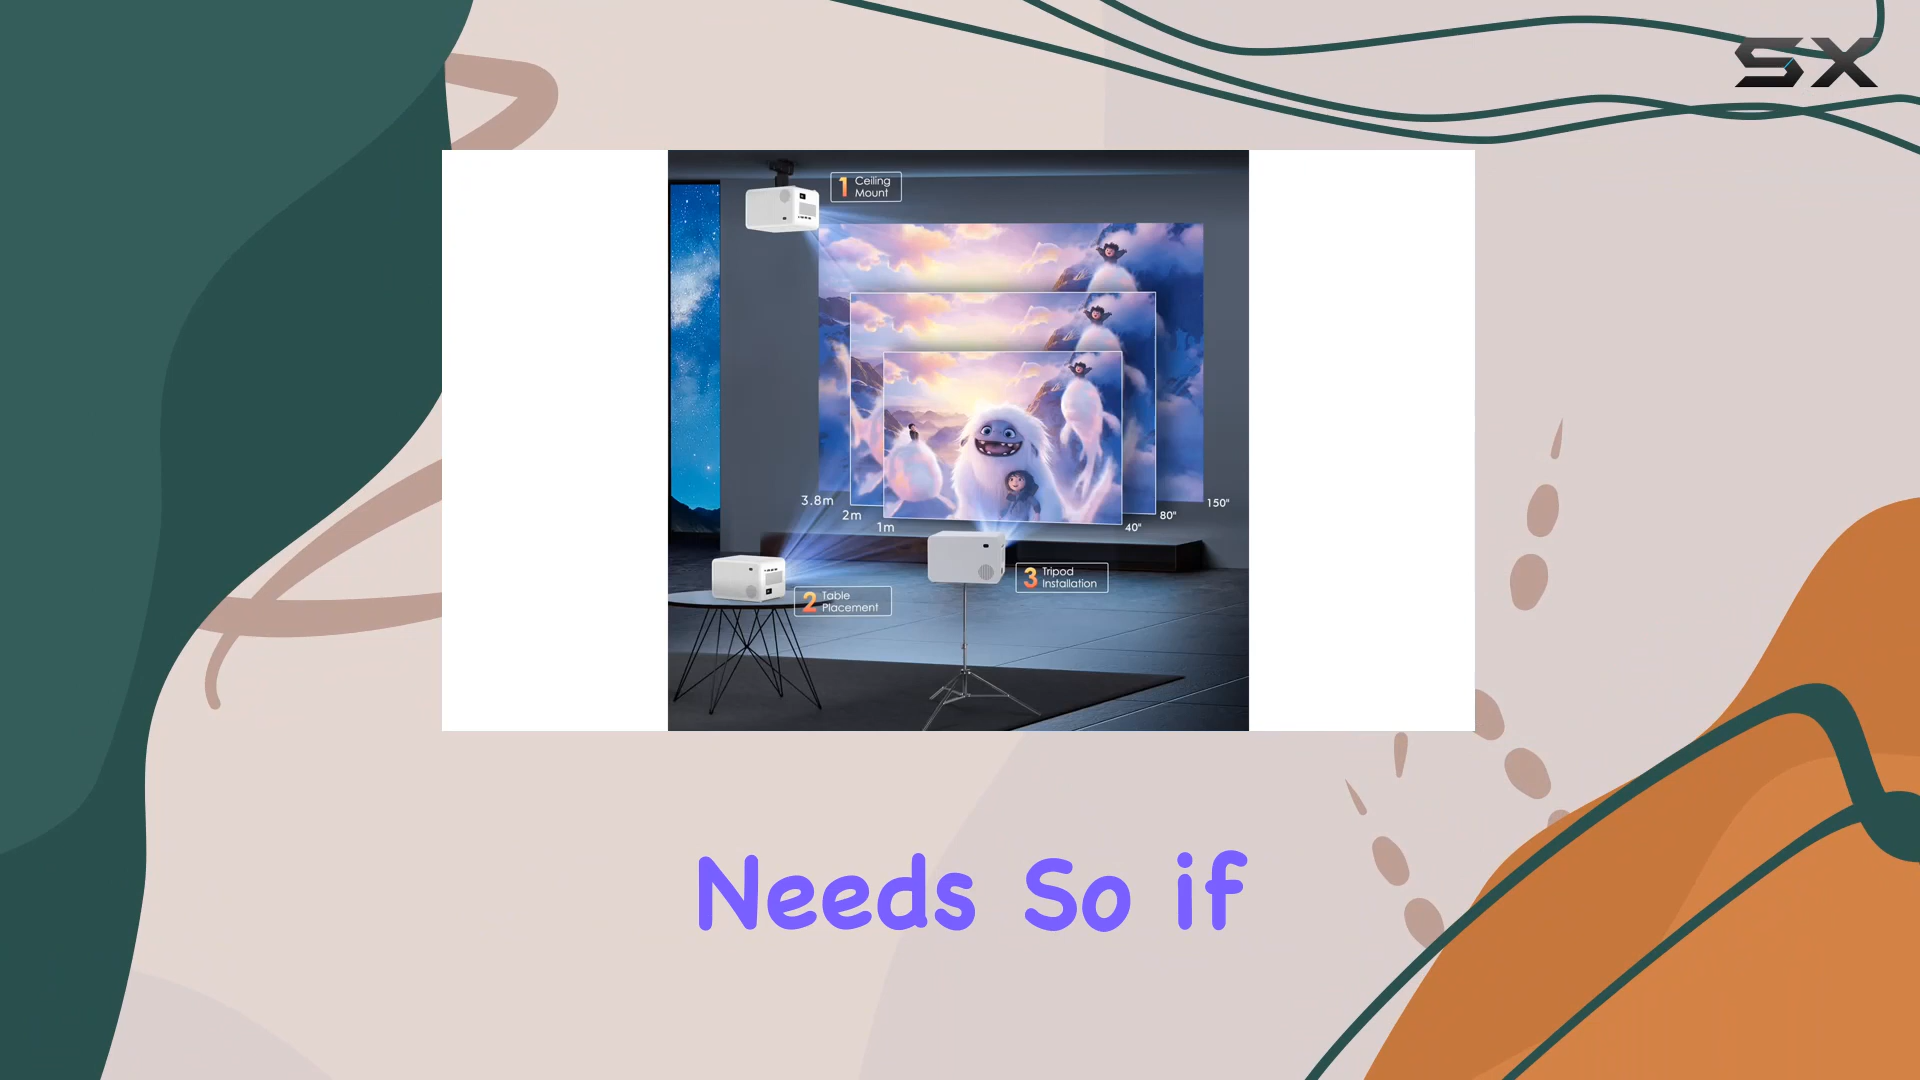 SX
1 Ceiling
Mount
3.8m
2m
1m
150"
80"
40"
3 Tripod
Installation
2 Table
Placement
Needs So if